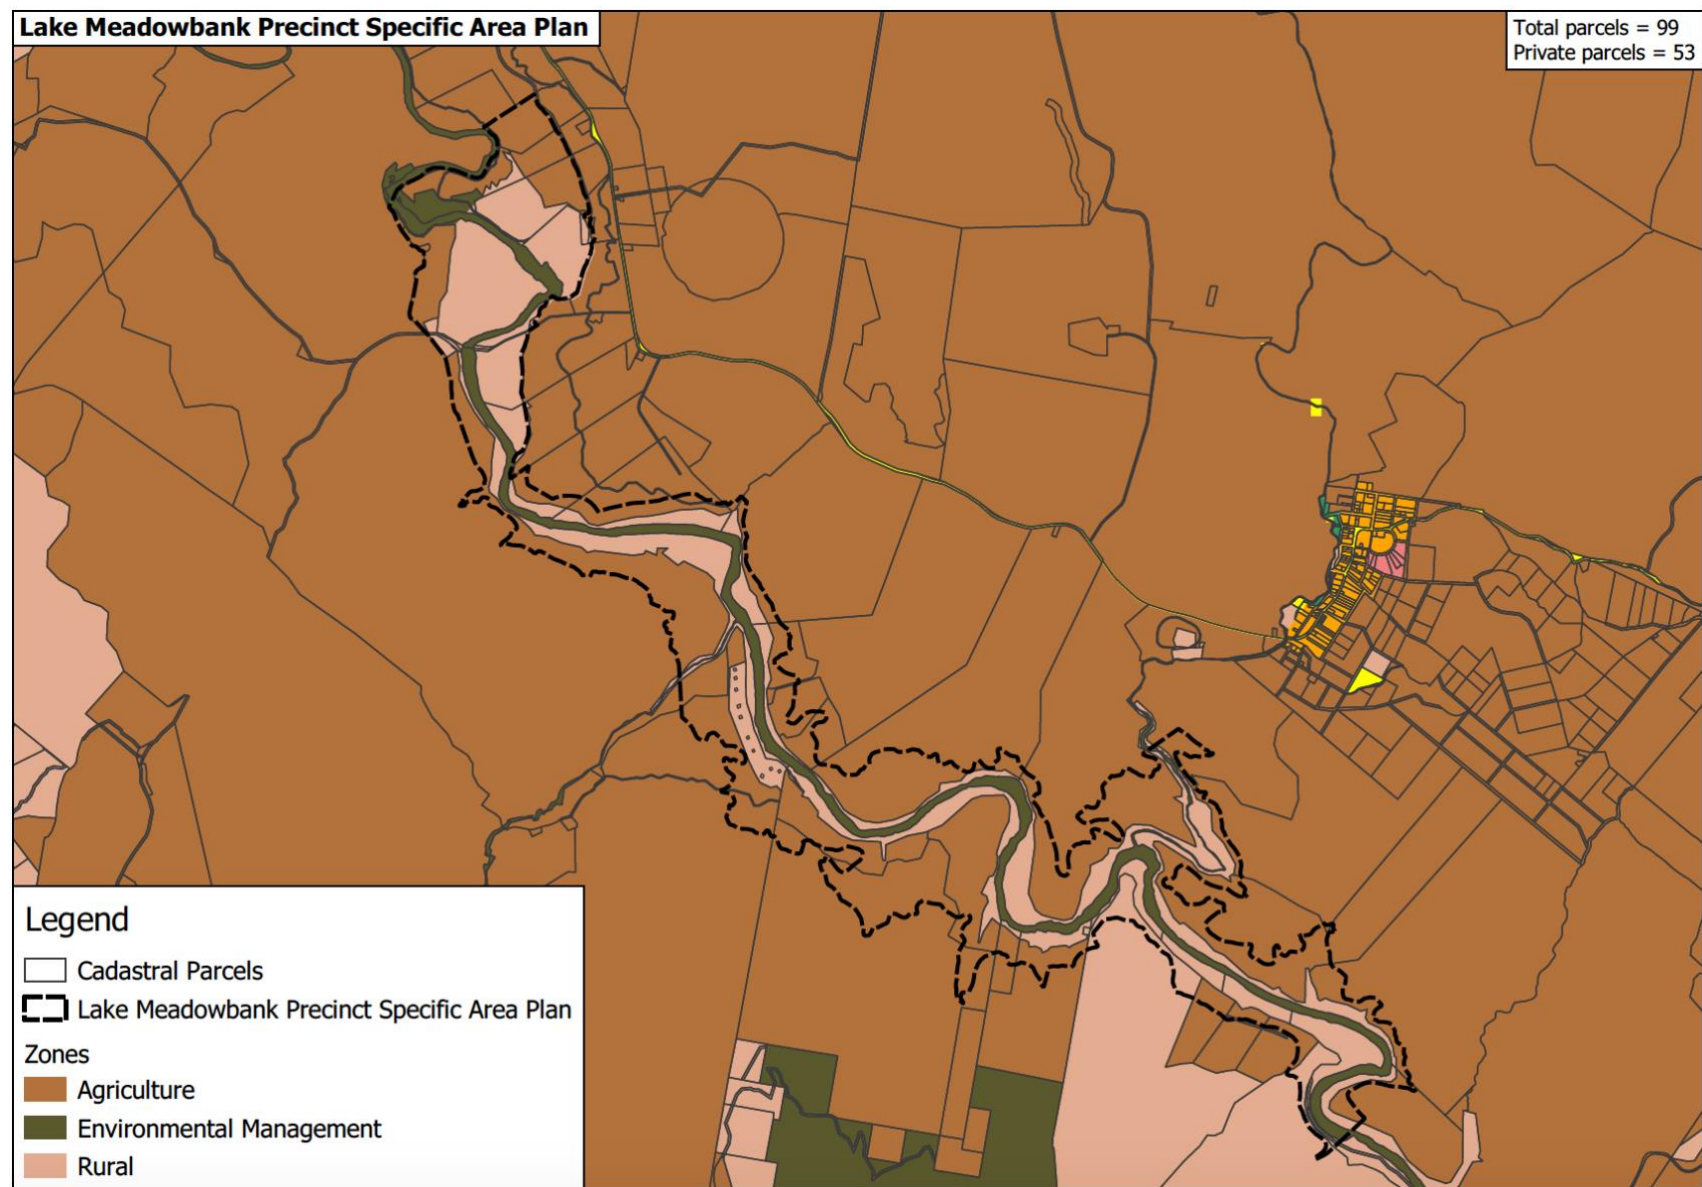 Lake Meadowbank Precinct Specific Area Plan
Total parcels = 99
Private parcels = 53
Legend
Cadastral Parcels
Lake Meadowbank Precinct Specific Area Plan
Zones
Agriculture
Environmental Management
Rural